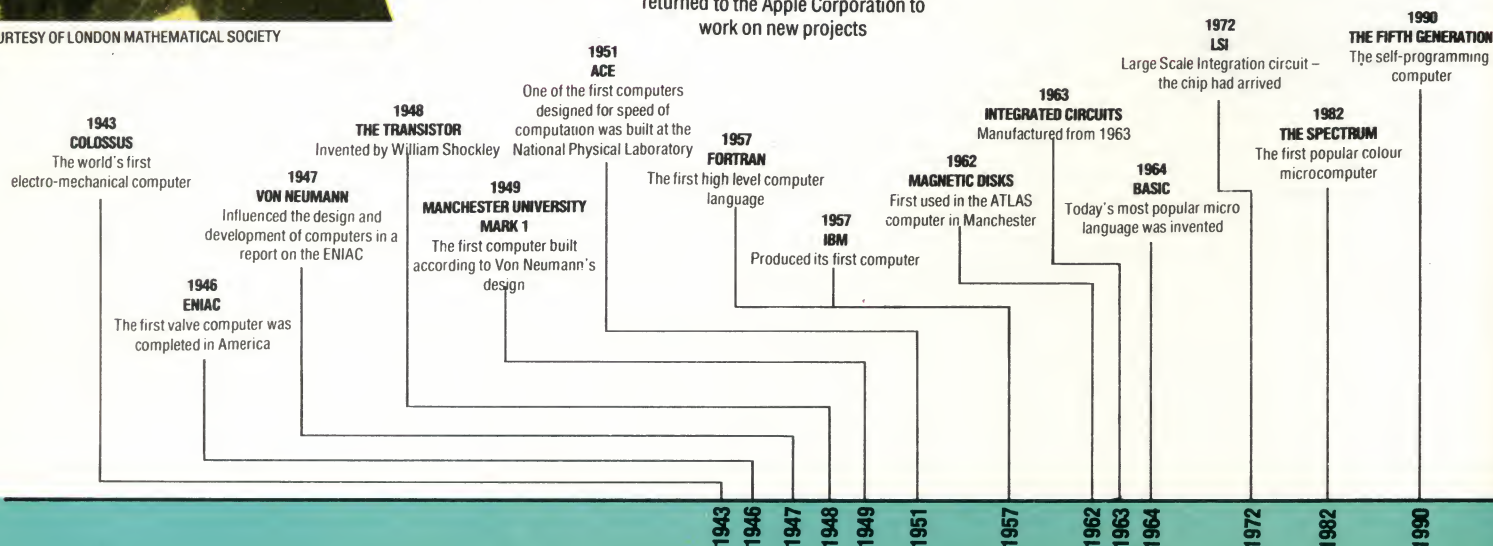 returned to the Apple Corporation to
work on new projects
URTESY OF LONDON MATHEMATICAL SOCIETY
1943
COLOSSUS
The world's first
electro-mechanical computer
1946
ENIAC
The first valve computer was
completed in America
1947
VON NEUMANN
Influenced the design and
development of computers in a
report on the ENIAC
1948
THE TRANSISTOR
Invented by William Shockley
1949
MANCHESTER UNIVERSITY
MARK 1
The first computer built
according to Von Neumann's
design
1951
ACE
One of the first computers
designed for speed of
computation was built at the
National Physical Laboratory
1957
FORTRAN
The first high level computer
language
1957
IBM
Produced its first computer
1962
MAGNETIC DISKS
First used in the ATLAS
computer in Manchester
1963
INTEGRATED CIRCUITS
Manufactured from 1963
1964
BASIC
Today's most popular micro
language was invented
1972
LSI
Large Scale Integration circuit –
the chip had arrived
1982
THE SPECTRUM
The first popular colour
microcomputer
1990
THE FIFTH GENERATION
The self-programming
computer
1943
1946
1947
1948
1949
1951
1957
1962
1963
1964
1972
1982
1990